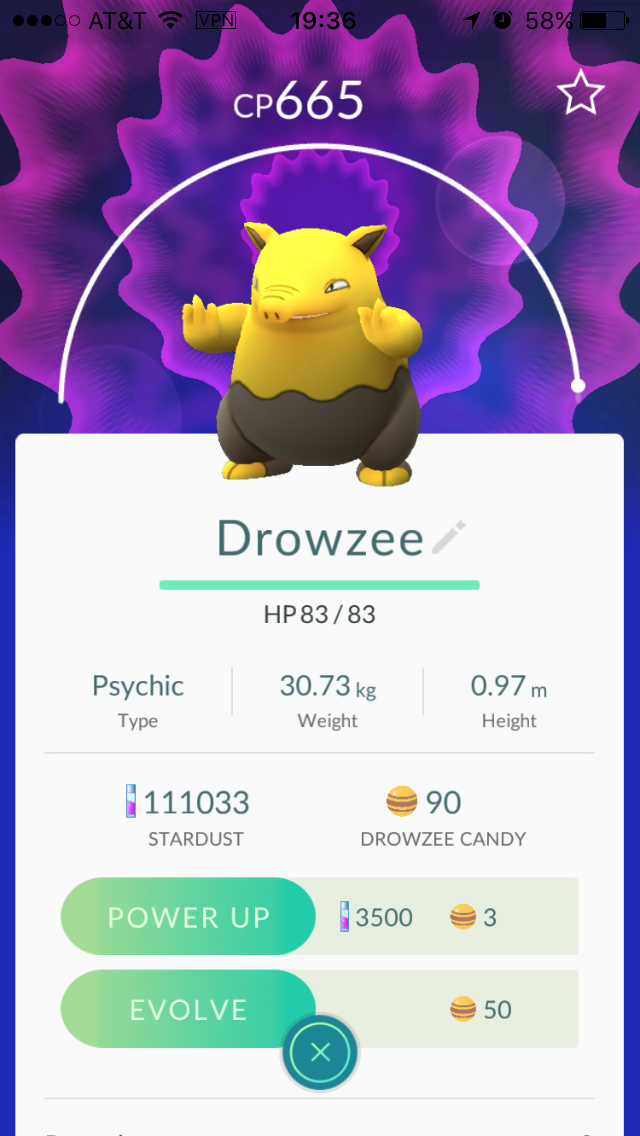 AT&T VPN 19:36 58%
CP665
Drowzee
HP 83 / 83
Psychic 30.73 kg 0.97 m
Type Weight Height
111033 90
STARDUST DROWZEE CANDY
POWER UP 3500 3
EVOLVE 50